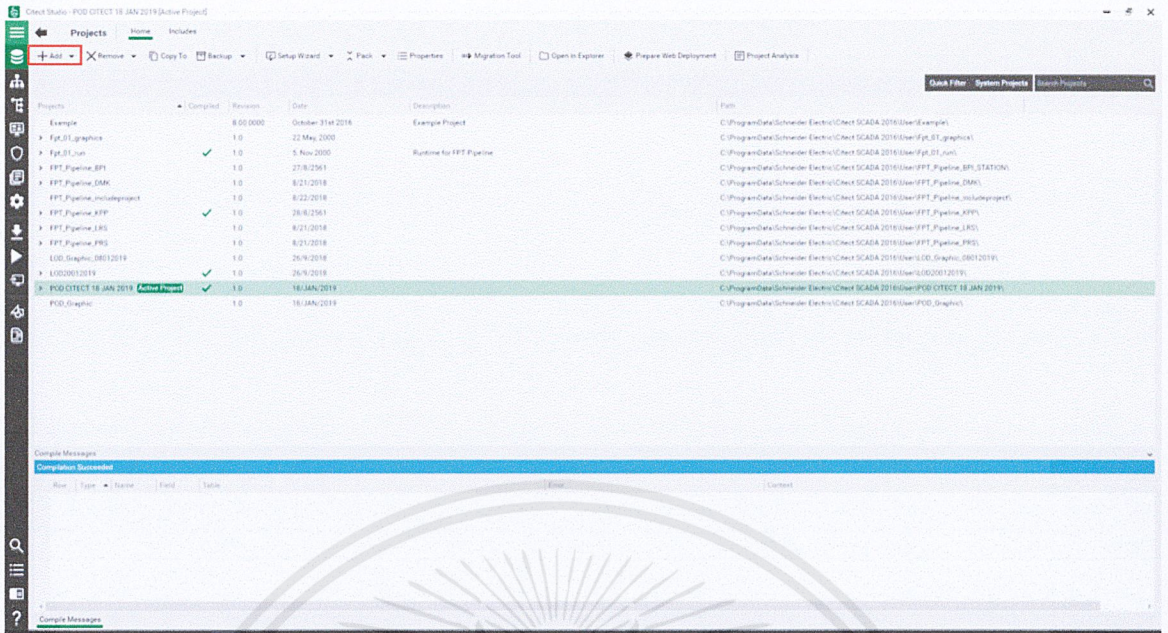 Citect Studio - POD CITECT 18 JAN 2019 [Active Project]
Projects Home Includes
Add Remove Copy To Backup Setup Wizard Pack Properties Migration Tool Open in Explorer Prepare Web Deployment Project Analysis
Quick Filter System Projects Search Projects
Projects Compiled Revision Date Description Path
Example 8.00.0000 October 31st 2016 Example Project C:\ProgramData\Schneider Electric\Citect SCADA 2016\User\Example\
Fpt_01_graphics 1.0 22 May, 2000 C:\ProgramData\Schneider Electric\Citect SCADA 2016\User\Fpt_01_graphics\
Fpt_01_run 1.0 5, Nov 2000 Runtime for FPT-Pipeline C:\ProgramData\Schneider Electric\Citect SCADA 2016\User\Fpt_01_run\
FPT_Pipeline_BPI 1.0 27/8/2561 C:\ProgramData\Schneider Electric\Citect SCADA 2016\User\FPT_Pipeline_BPI_STATION\
FPT_Pipeline_DMK 1.0 8/21/2018 C:\ProgramData\Schneider Electric\Citect SCADA 2016\User\FPT_Pipeline_DMK\
FPT_Pipeline_includeproject 1.0 8/22/2018 C:\ProgramData\Schneider Electric\Citect SCADA 2016\User\FPT_Pipeline_includeproject\
FPT_Pipeline_KPP 1.0 28/8/2561 C:\ProgramData\Schneider Electric\Citect SCADA 2016\User\FPT_Pipeline_KPP\
FPT_Pipeline_LRS 1.0 8/21/2018 C:\ProgramData\Schneider Electric\Citect SCADA 2016\User\FPT_Pipeline_LRS\
FPT_Pipeline_PRS 1.0 8/21/2018 C:\ProgramData\Schneider Electric\Citect SCADA 2016\User\FPT_Pipeline_PRS\
LOD_Graphic_08012019 1.0 26/9/2018 C:\ProgramData\Schneider Electric\Citect SCADA 2016\User\LOD_Graphic_08012019\
LOD20012019 1.0 26/9/2018 C:\ProgramData\Schneider Electric\Citect SCADA 2016\User\LOD20012019\
POD CITECT 18 JAN 2019 Active Project 1.0 16/JAN/2019 C:\ProgramData\Schneider Electric\Citect SCADA 2016\User\POD CITECT 18 JAN 2019\
POD_Graphic 1.0 16/JAN/2019 C:\ProgramData\Schneider Electric\Citect SCADA 2016\User\POD_Graphic\
Compile Messages
Compilation Succeeded
Row Type Name Field Table Error Context
Compile Messages